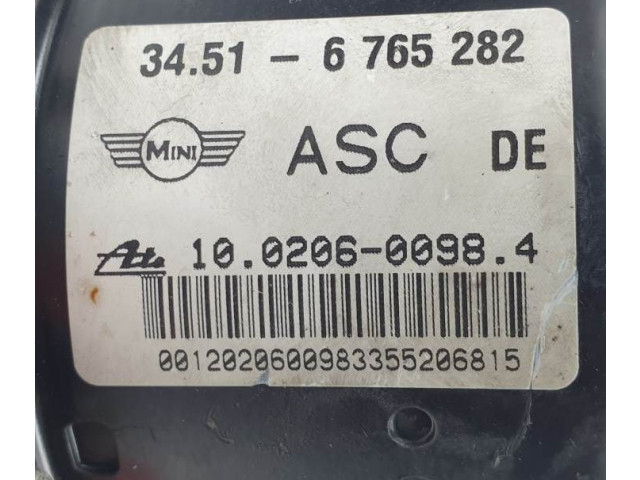 34.51 - 6 765 282
MINI ASC DE
Ate 10.0206-0098.4
0012020600983355206815